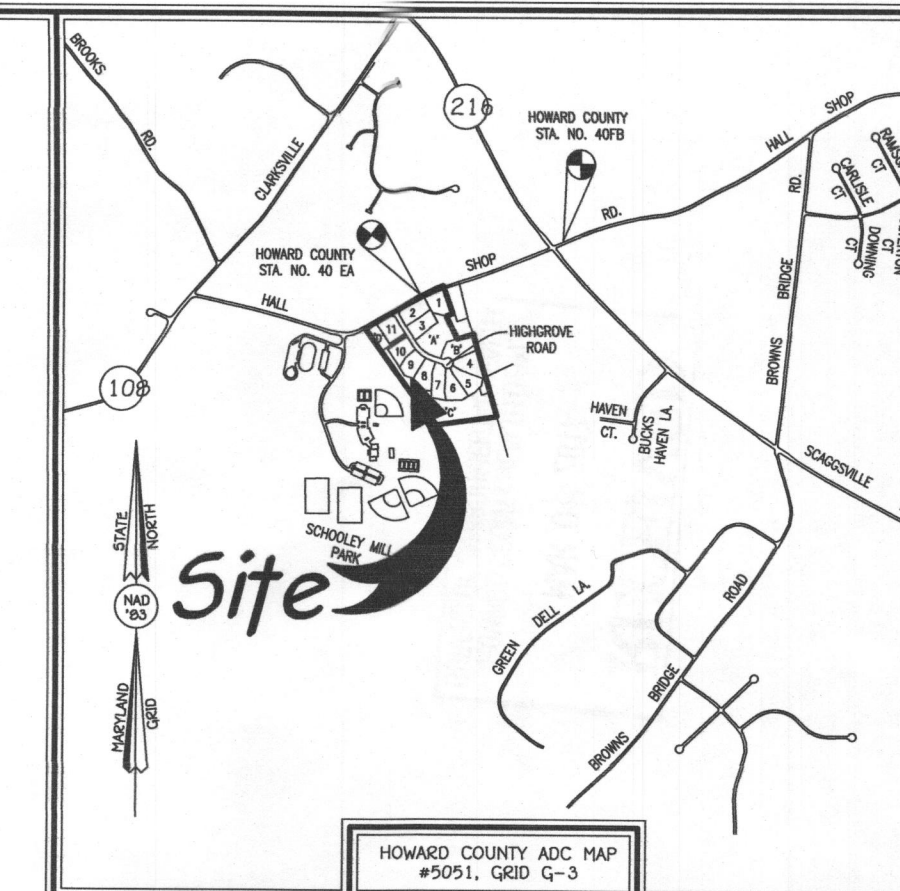 BROOKS
RD.
CLARKSVILLE
216
HOWARD COUNTY
STA. NO. 40FB
HALL
SHOP
RD.
RD.
CARLISLE
CT
CT
DOWNING
CT
CT
HOWARD COUNTY
STA. NO. 40 EA
SHOP
HALL
BRIDGE
BROWNS
1
2
3
11
'A'
'B'
10
9
8
7
6
5
4
'C'
HIGHGROVE
ROAD
108
HAVEN
CT.
BUCKS
HAVEN LA.
SCAGGSVILLE
SCHOOLEY MILL
PARK
Site
STATE
NORTH
NAD
'83
MARYLAND
GRID
GREEN
DELL
LA.
ROAD
BRIDGE
BROWNS
HOWARD COUNTY ADC MAP
#5051, GRID G-3